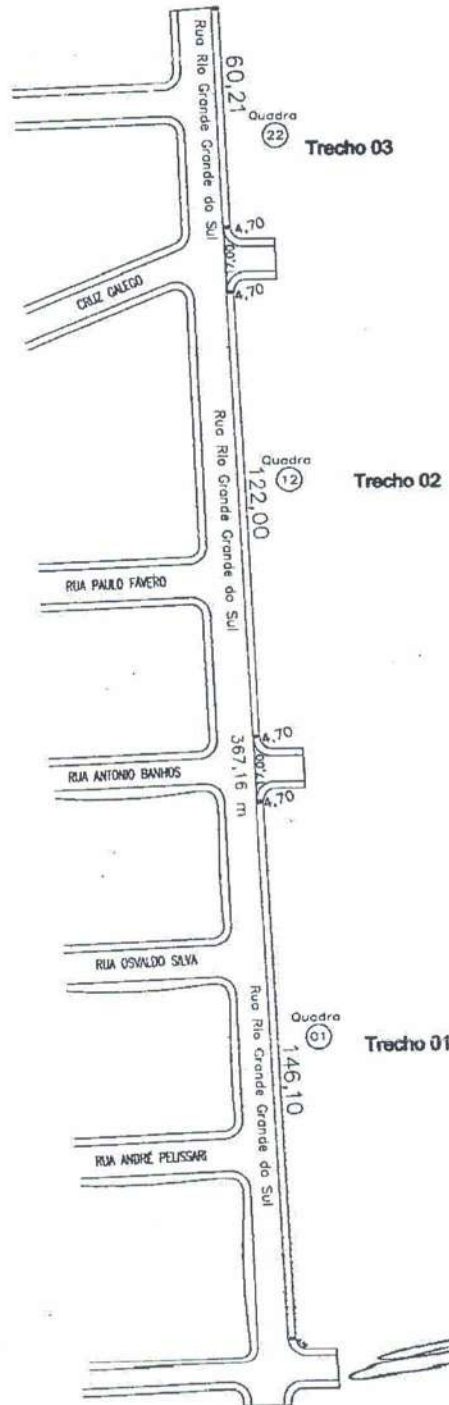 Rua Rio Grande Grande do Sul
60,21
Quadra
22
Trecho 03
4,70
4,70
CRUZ GALEGO
Rua Rio Grande Grande do Sul
Quadra
12
122,00
Trecho 02
RUA PAULO FAVERO
4,70
367,16 m
RUA ANTONIO BANHOS
4,70
RUA OSVALDO SILVA
Rua Rio Grande Grande do Sul
Quadra
01
146,10
Trecho 01
RUA ANDRÉ PELISSARI